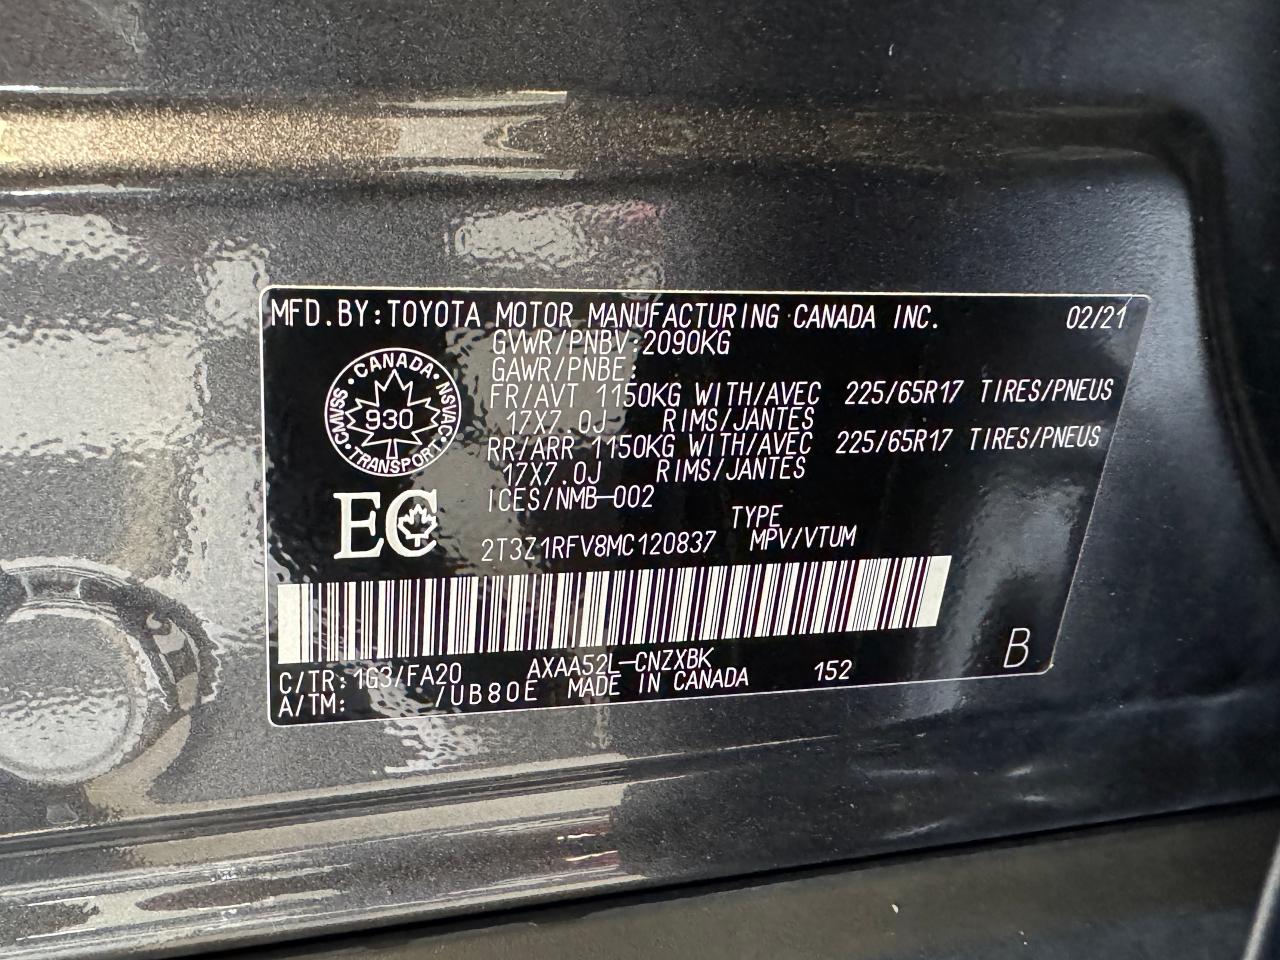 MFD.BY:TOYOTA MOTOR MANUFACTURING CANADA INC. 02/21
GVWR/PNBV:2090KG
GAWR/PNBE:
FR/AVT 1150KG WITH/AVEC 225/65R17 TIRES/PNEUS
17X7.0J RIMS/JANTES
RR/ARR 1150KG WITH/AVEC 225/65R17 TIRES/PNEUS
17X7.0J RIMS/JANTES
ICES/NMB-002
CANADA
CMVSS 930 NSVAC
TRANSPORT
EC
TYPE
2T3Z1RFV8MC120837 MPV/VTUM
C/TR:1G3/FA20 AXAA52L-CNZXBK 152 B
A/TM: /UB80E MADE IN CANADA